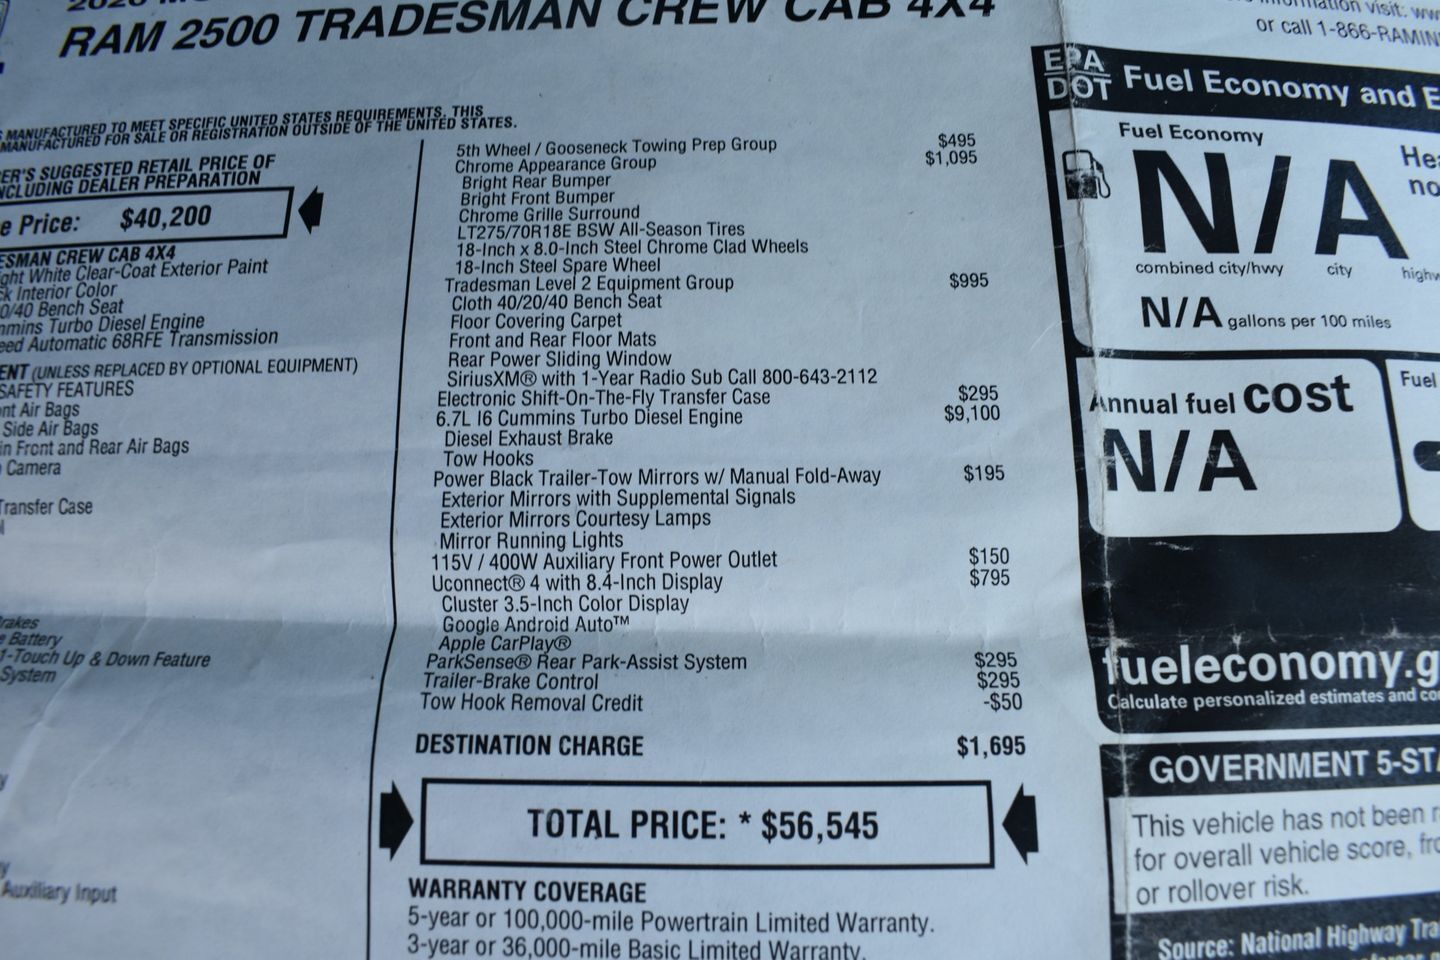 RAM 2500 TRADESMAN CREW CAB 4X4
MANUFACTURED TO MEET SPECIFIC UNITED STATES REQUIREMENTS. THIS
MANUFACTURED FOR SALE OR REGISTRATION OUTSIDE OF THE UNITED STATES.
ER'S SUGGESTED RETAIL PRICE OF
NCLUDING DEALER PREPARATION
e Price: $40,200
ESMAN CREW CAB 4X4
ght White Clear-Coat Exterior Paint
ck Interior Color
0/40 Bench Seat
mmins Turbo Diesel Engine
eed Automatic 68RFE Transmission
ENT (UNLESS REPLACED BY OPTIONAL EQUIPMENT)
SAFETY FEATURES
nt Air Bags
Side Air Bags
in Front and Rear Air Bags
Camera
Transfer Case
rakes
e Battery
1-Touch Up & Down Feature
System
y
y
Auxiliary Input
5th Wheel / Gooseneck Towing Prep Group $495
Chrome Appearance Group $1,095
Bright Rear Bumper
Bright Front Bumper
Chrome Grille Surround
LT275/70R18E BSW All-Season Tires
18-Inch x 8.0-Inch Steel Chrome Clad Wheels
18-Inch Steel Spare Wheel
Tradesman Level 2 Equipment Group $995
Cloth 40/20/40 Bench Seat
Floor Covering Carpet
Front and Rear Floor Mats
Rear Power Sliding Window
SiriusXM® with 1-Year Radio Sub Call 800-643-2112
Electronic Shift-On-The-Fly Transfer Case $295
6.7L I6 Cummins Turbo Diesel Engine $9,100
Diesel Exhaust Brake
Tow Hooks
Power Black Trailer-Tow Mirrors w/ Manual Fold-Away $195
Exterior Mirrors with Supplemental Signals
Exterior Mirrors Courtesy Lamps
Mirror Running Lights
115V / 400W Auxiliary Front Power Outlet $150
Uconnect® 4 with 8.4-Inch Display $795
Cluster 3.5-Inch Color Display
Google Android Auto™
Apple CarPlay®
ParkSense® Rear Park-Assist System $295
Trailer-Brake Control $295
Tow Hook Removal Credit -$50
DESTINATION CHARGE $1,695
TOTAL PRICE: * $56,545
WARRANTY COVERAGE
5-year or 100,000-mile Powertrain Limited Warranty.
3-year or 36,000-mile Basic Limited Warranty.
information visit: ww
or call 1-866-RAMIN
EPA
DOT
Fuel Economy and E
Fuel Economy
N/A
Hea
no
combined city/hwy city highw
N/A gallons per 100 miles
Annual fuel cost
N/A
Fuel
fueleconomy.g
Calculate personalized estimates and co
GOVERNMENT 5-STA
This vehicle has not been r
for overall vehicle score, fro
or rollover risk.
Source: National Highway Tra